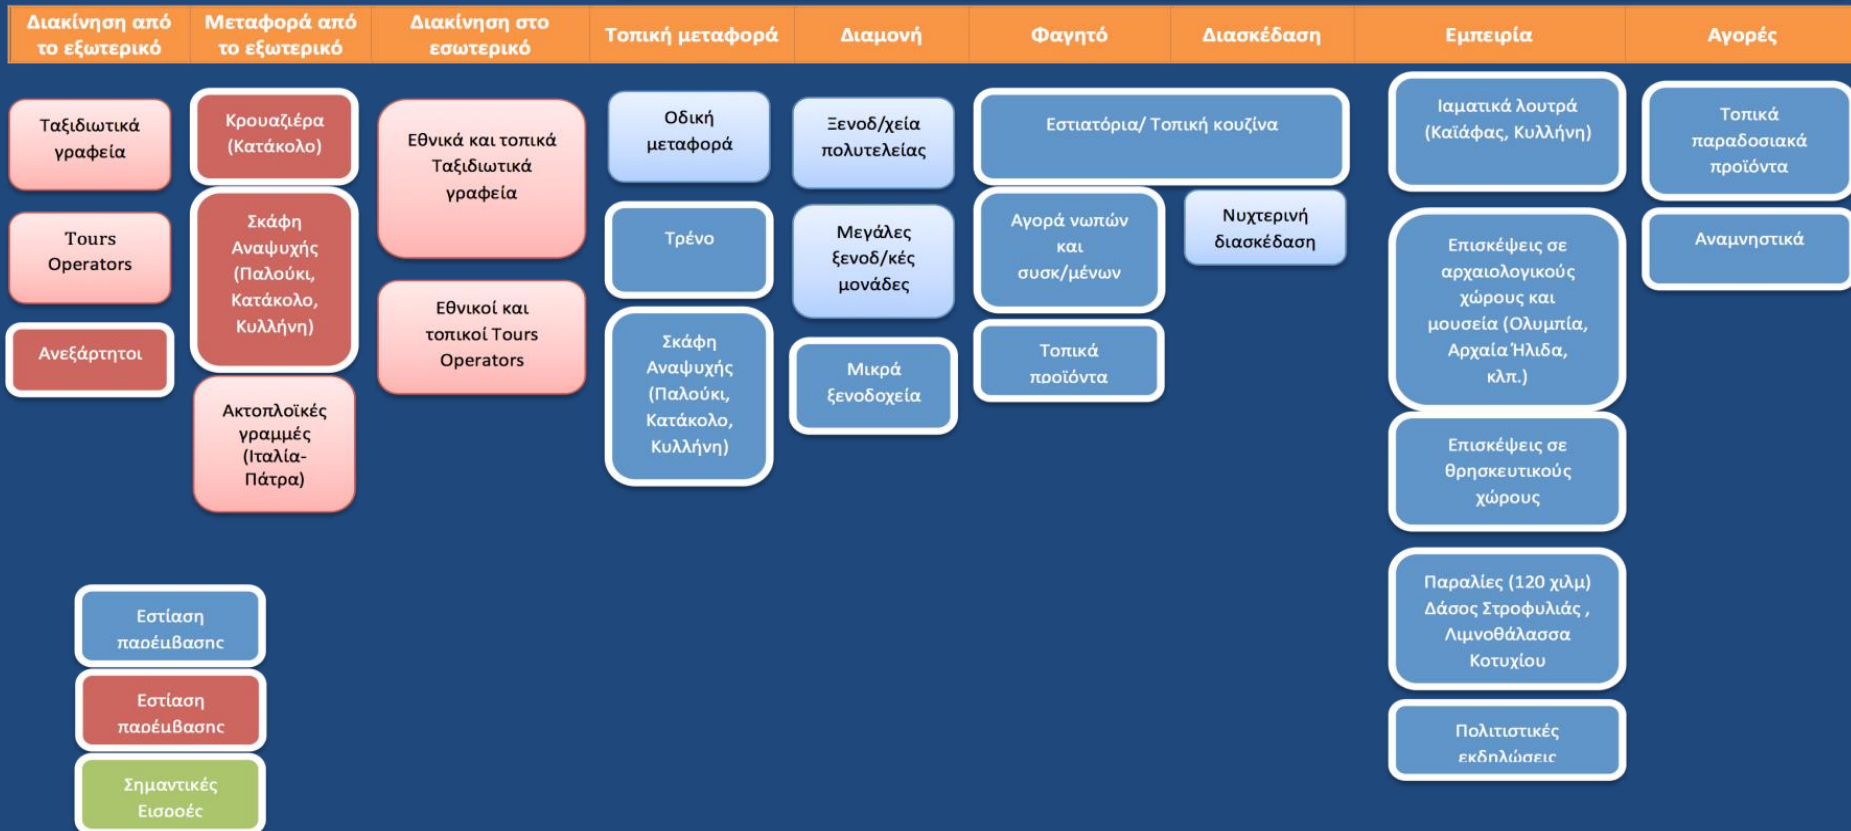 Διακίνηση από
το εξωτερικό
Μεταφορά από
το εξωτερικό
Διακίνηση στο
εσωτερικό
Τοπική μεταφορά
Διαμονή
Φαγητό
Διασκέδαση
Εμπειρία
Αγορές
Ταξιδιωτικά
γραφεία
Tours
Operators
Ανεξάρτητοι
Κρουαζιέρα
(Κατάκολο)
Σκάφη
Αναψυχής
(Παλούκι,
Κατάκολο,
Κυλλήνη)
Ακτοπλοϊκές
γραμμές
(Ιταλία-
Πάτρα)
Εθνικά και τοπικά
Ταξιδιωτικά
γραφεία
Εθνικοί και
τοπικοί Tours
Operators
Οδική
μεταφορά
Τρένο
Σκάφη
Αναψυχής
(Παλούκι,
Κατάκολο,
Κυλλήνη)
Ξενοδ/χεία
πολυτελείας
Μεγάλες
ξενοδ/κές
μονάδες
Μικρά
ξενοδοχεία
Εστιατόρια/ Τοπική κουζίνα
Αγορά νωπών
και
συσκ/μένων
Τοπικά
προϊόντα
Νυχτερινή
διασκέδαση
Ιαματικά λουτρά
(Καϊάφας, Κυλλήνη)
Επισκέψεις σε
αρχαιολογικούς
χώρους και
μουσεία (Ολυμπία,
Αρχαία Ήλιδα,
κλπ.)
Επισκέψεις σε
θρησκευτικούς
χώρους
Παραλίες (120 χιλμ)
Δάσος Στροφυλιάς ,
Λιμνοθάλασσα
Κοτυχίου
Πολιτιστικές
εκδηλώσεις
Τοπικά
παραδοσιακά
προϊόντα
Αναμνηστικά
Εστίαση
παρέμβασης
Εστίαση
παρέμβασης
Σημαντικές
Εισροές